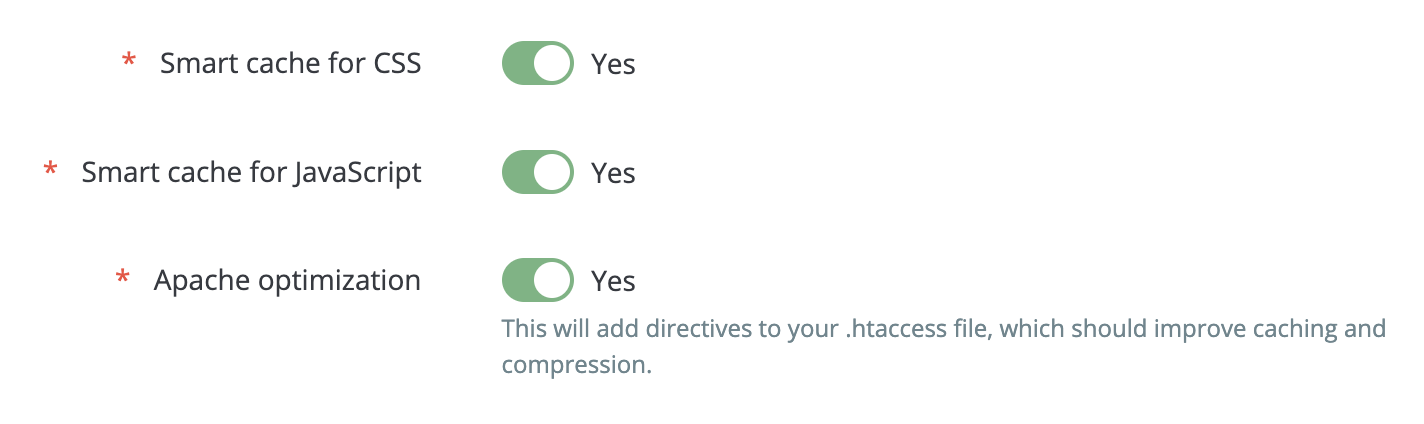 * Smart cache for CSS Yes
* Smart cache for JavaScript Yes
* Apache optimization Yes
This will add directives to your .htaccess file, which should improve caching and
compression.